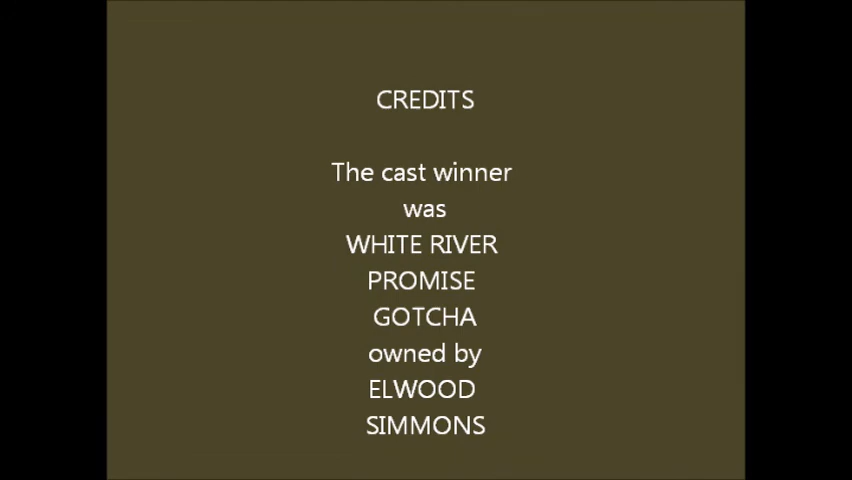 CREDITS
The cast winner
was
WHITE RIVER
PROMISE
GOTCHA
owned by
ELWOOD
SIMMONS